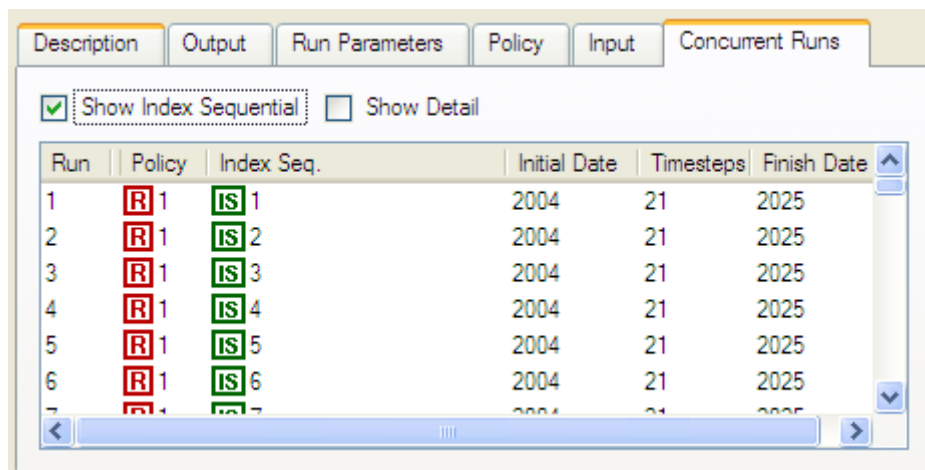 Description Output Run Parameters Policy Input Concurrent Runs
Show Index Sequential Show Detail
Run Policy Index Seq. Initial Date Timesteps Finish Date
1 R 1 IS 1 2004 21 2025
2 R 1 IS 2 2004 21 2025
3 R 1 IS 3 2004 21 2025
4 R 1 IS 4 2004 21 2025
5 R 1 IS 5 2004 21 2025
6 R 1 IS 6 2004 21 2025